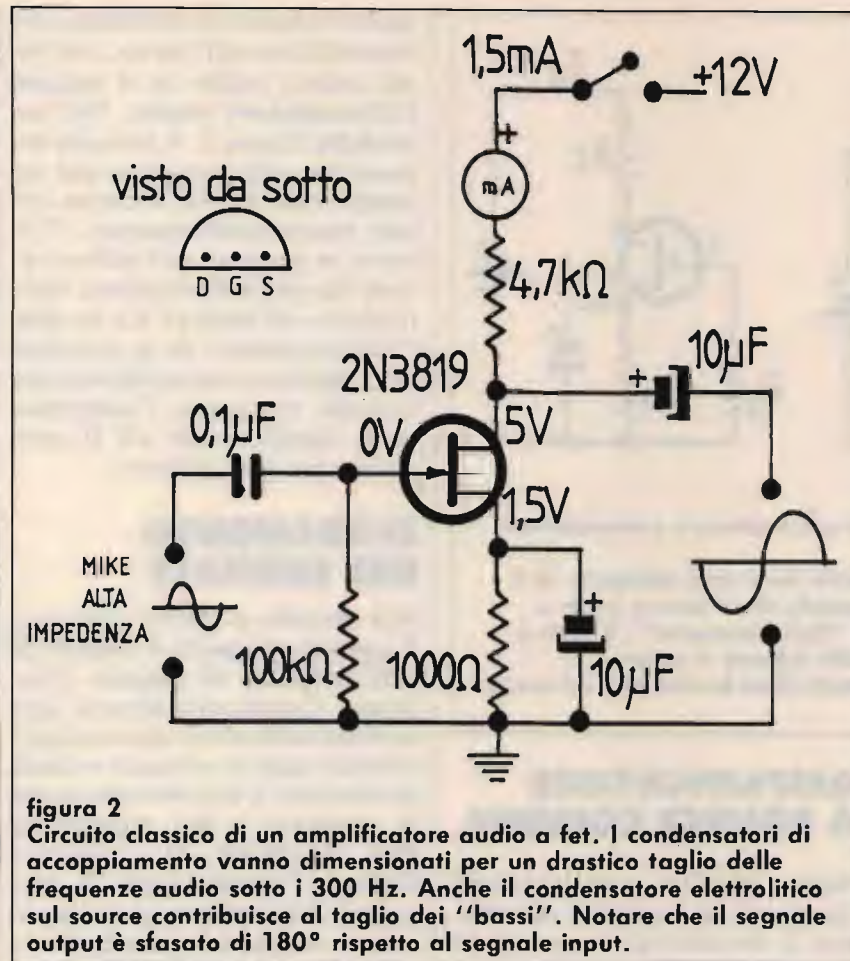 1,5mA
+12V
+
mA
visto da sotto
D G S
4,7kΩ
2N3819
10µF
+
0,1µF
0V
5V
1,5V
MIKE
ALTA
IMPEDENZA
+
100kΩ
1000Ω
10µF
figura 2
Circuito classico di un amplificatore audio a fet. I condensatori di
accoppiamento vanno dimensionati per un drastico taglio delle
frequenze audio sotto i 300 Hz. Anche il condensatore elettrolitico
sul source contribuisce al taglio dei ''bassi''. Notare che il segnale
output è sfasato di 180° rispetto al segnale input.